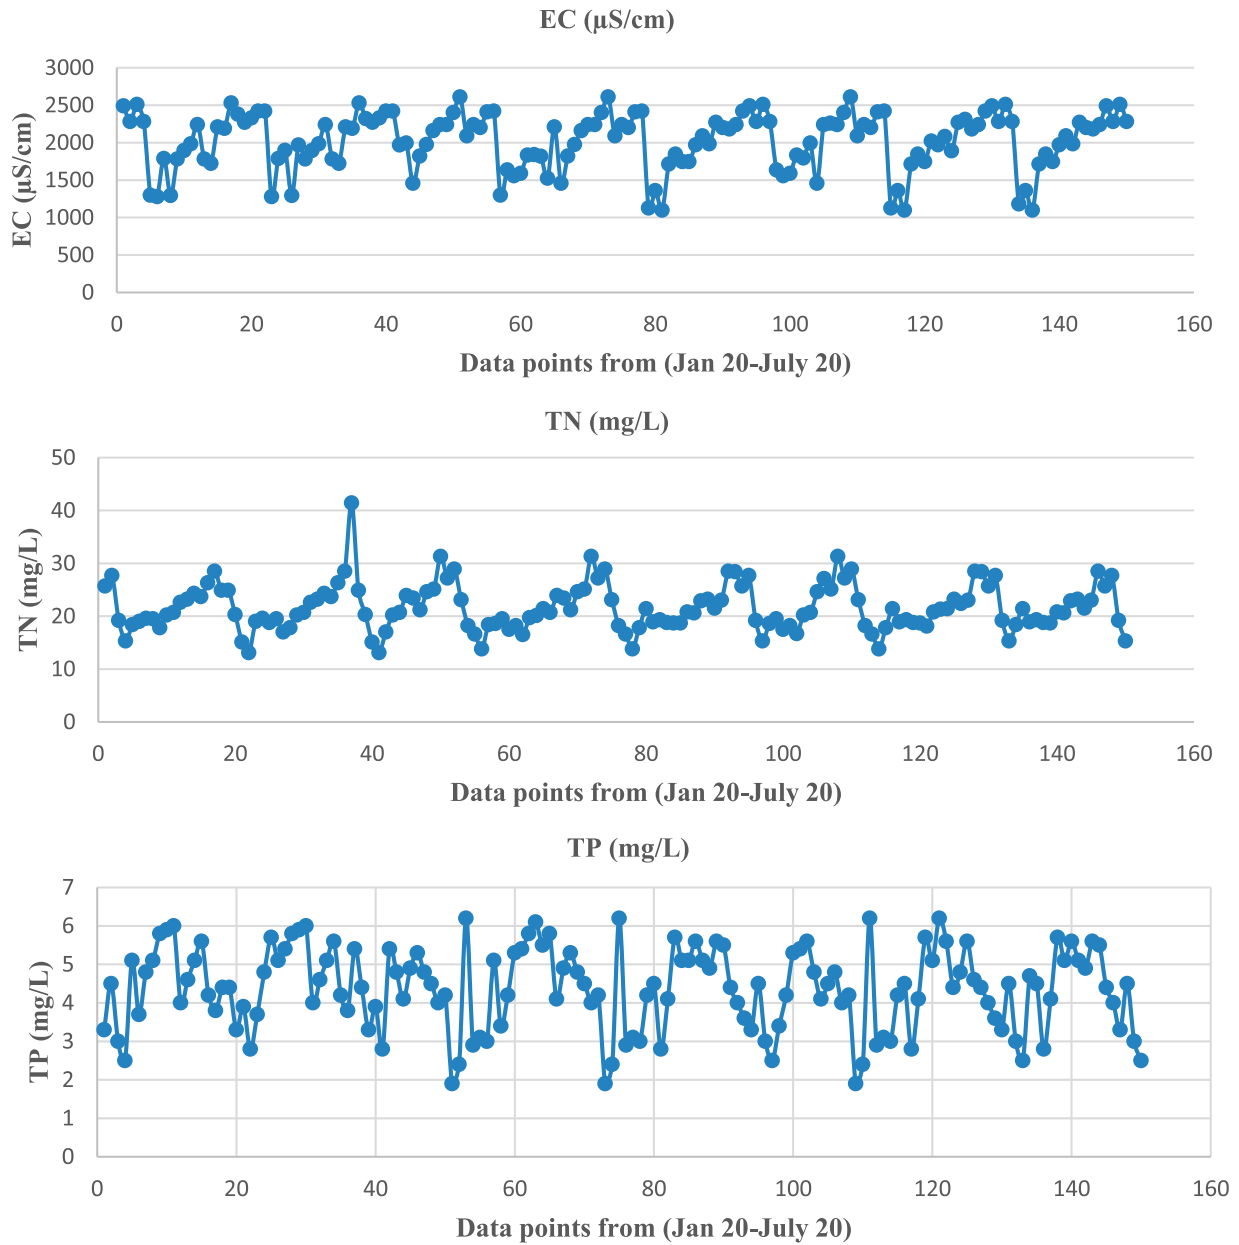 EC (µS/cm)
3000
2500
2000
1500
1000
500
0
EC (µS/cm)
0 20 40 60 80 100 120 140 160
Data points from (Jan 20-July 20)
TN (mg/L)
50
40
30
20
10
0
TN (mg/L)
0 20 40 60 80 100 120 140 160
Data points from (Jan 20-July 20)
TP (mg/L)
7
6
5
4
3
2
1
0
TP (mg/L)
0 20 40 60 80 100 120 140 160
Data points from (Jan 20-July 20)